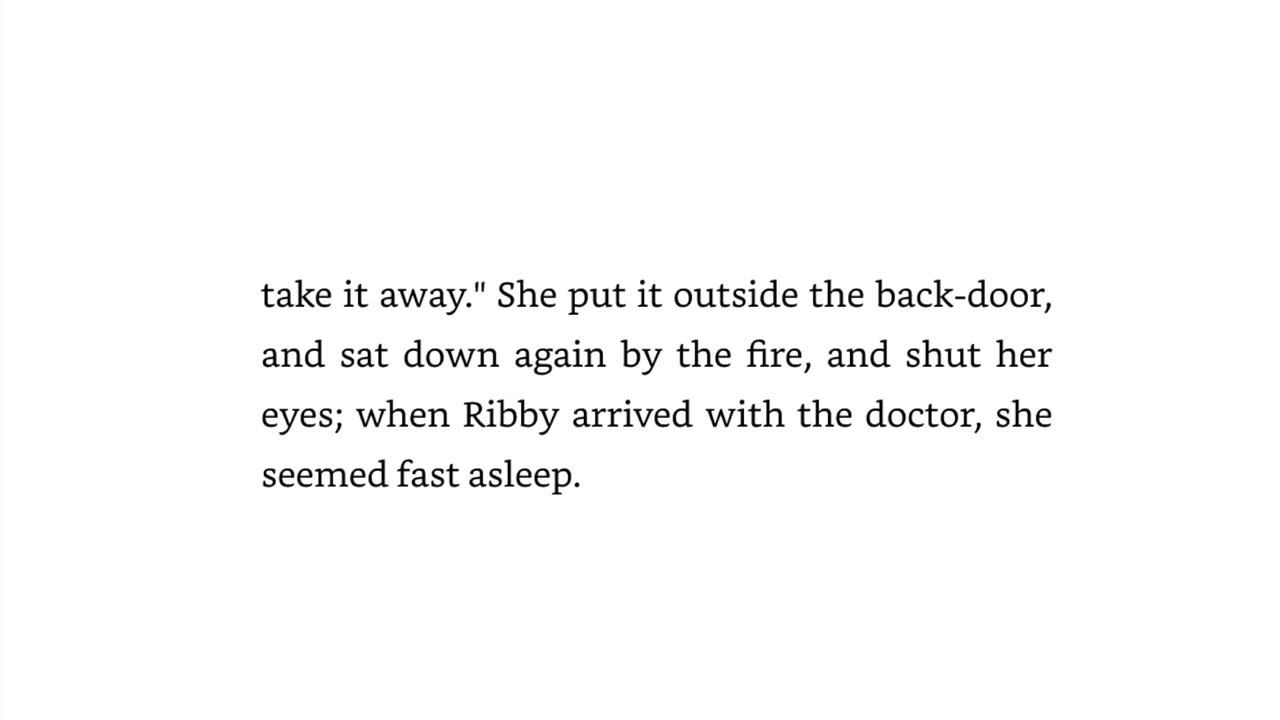 take it away." She put it outside the back-door,
and sat down again by the fire, and shut her
eyes; when Ribby arrived with the doctor, she
seemed fast asleep.